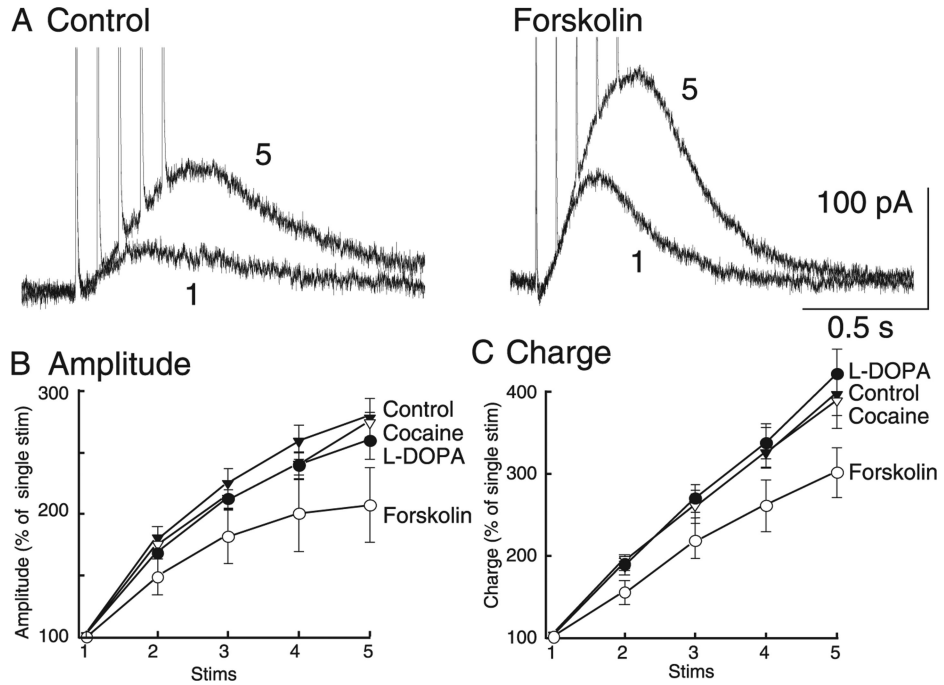 A Control
Forskolin
5
1
5
1
100 pA
0.5 s
B Amplitude
Amplitude (% of single stim)
300
200
100
1 2 3 4 5
Stims
Control
Cocaine
L-DOPA
Forskolin
C Charge
Charge (% of single stim)
400
300
200
100
1 2 3 4 5
Stims
L-DOPA
Control
Cocaine
Forskolin